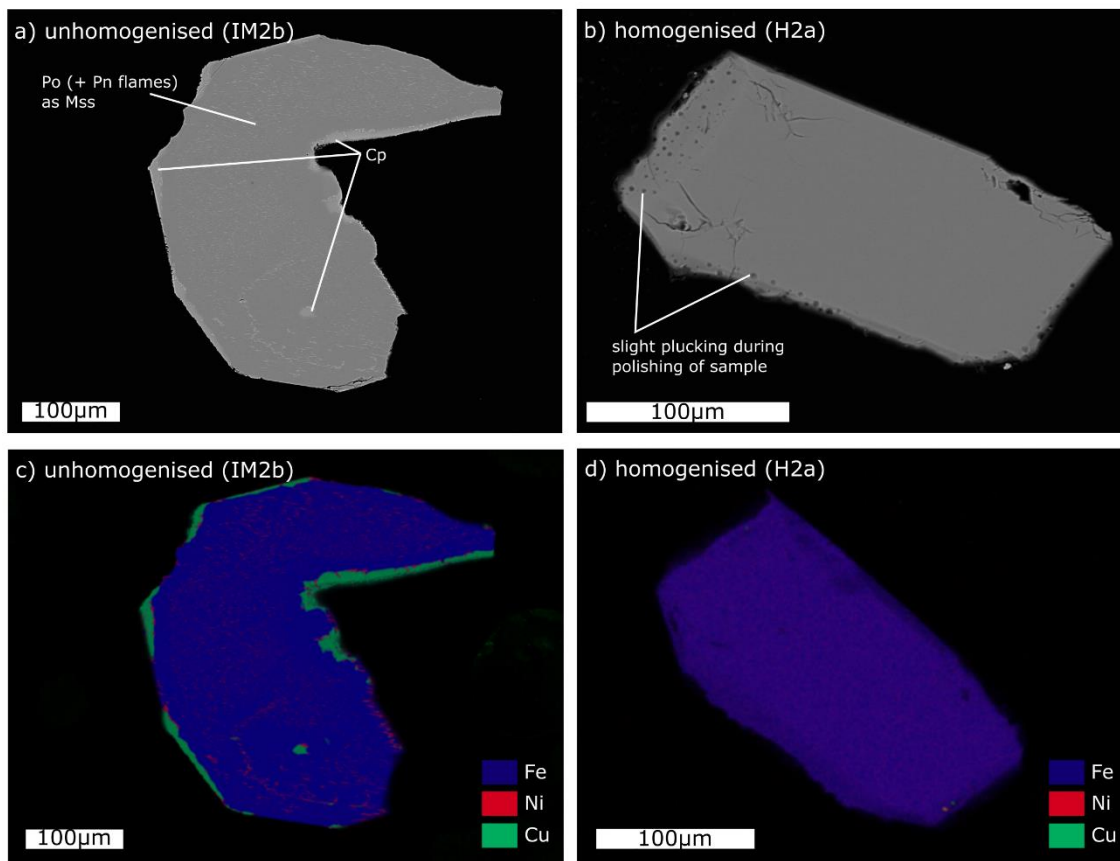 a) unhomogenised (IM2b)
Po (+ Pn flames)
as Mss
Cp
100µm
b) homogenised (H2a)
slight plucking during
polishing of sample
100µm
c) unhomogenised (IM2b)
Fe
Ni
Cu
100µm
d) homogenised (H2a)
Fe
Ni
Cu
100µm